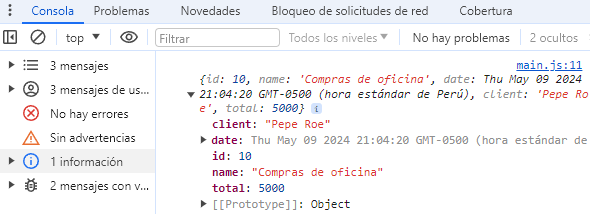 Consola Problemas Novedades Bloqueo de solicitudes de red Cobertura
top Filtrar Todos los niveles No hay problemas 2 ocultos
3 mensajes
3 mensajes de us...
No hay errores
Sin advertencias
1 información
2 mensajes con v...
main.js:11
{id: 10, name: 'Compras de oficina', date: Thu May 09 2024
21:04:20 GMT-0500 (hora estándar de Perú), client: 'Pepe Ro
e', total: 5000}
client: "Pepe Roe"
date: Thu May 09 2024 21:04:20 GMT-0500 (hora estándar de
id: 10
name: "Compras de oficina"
total: 5000
[[Prototype]]: Object